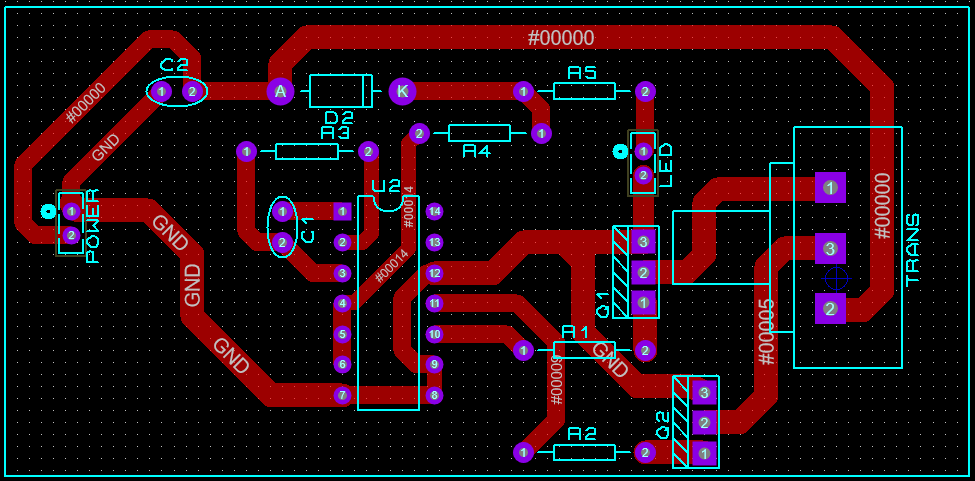 #00000
C2
1 2
A
K
D2
R5
1 2
#00000
GND
R3
1 2
R4
2 1
LED
1
2
U2
#00014
POWER
1
2
C1
1
2
1
2
3
4
5
6
7
14
13
12
11
10
9
8
#00014
GND
GND
GND
Q1
3
2
1
R1
1 2
GND
#00009
R2
1 2
Q2
3
2
1
#00005
#00000
TRANS
1
3
2